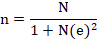 n = N / 1 + N(e)²